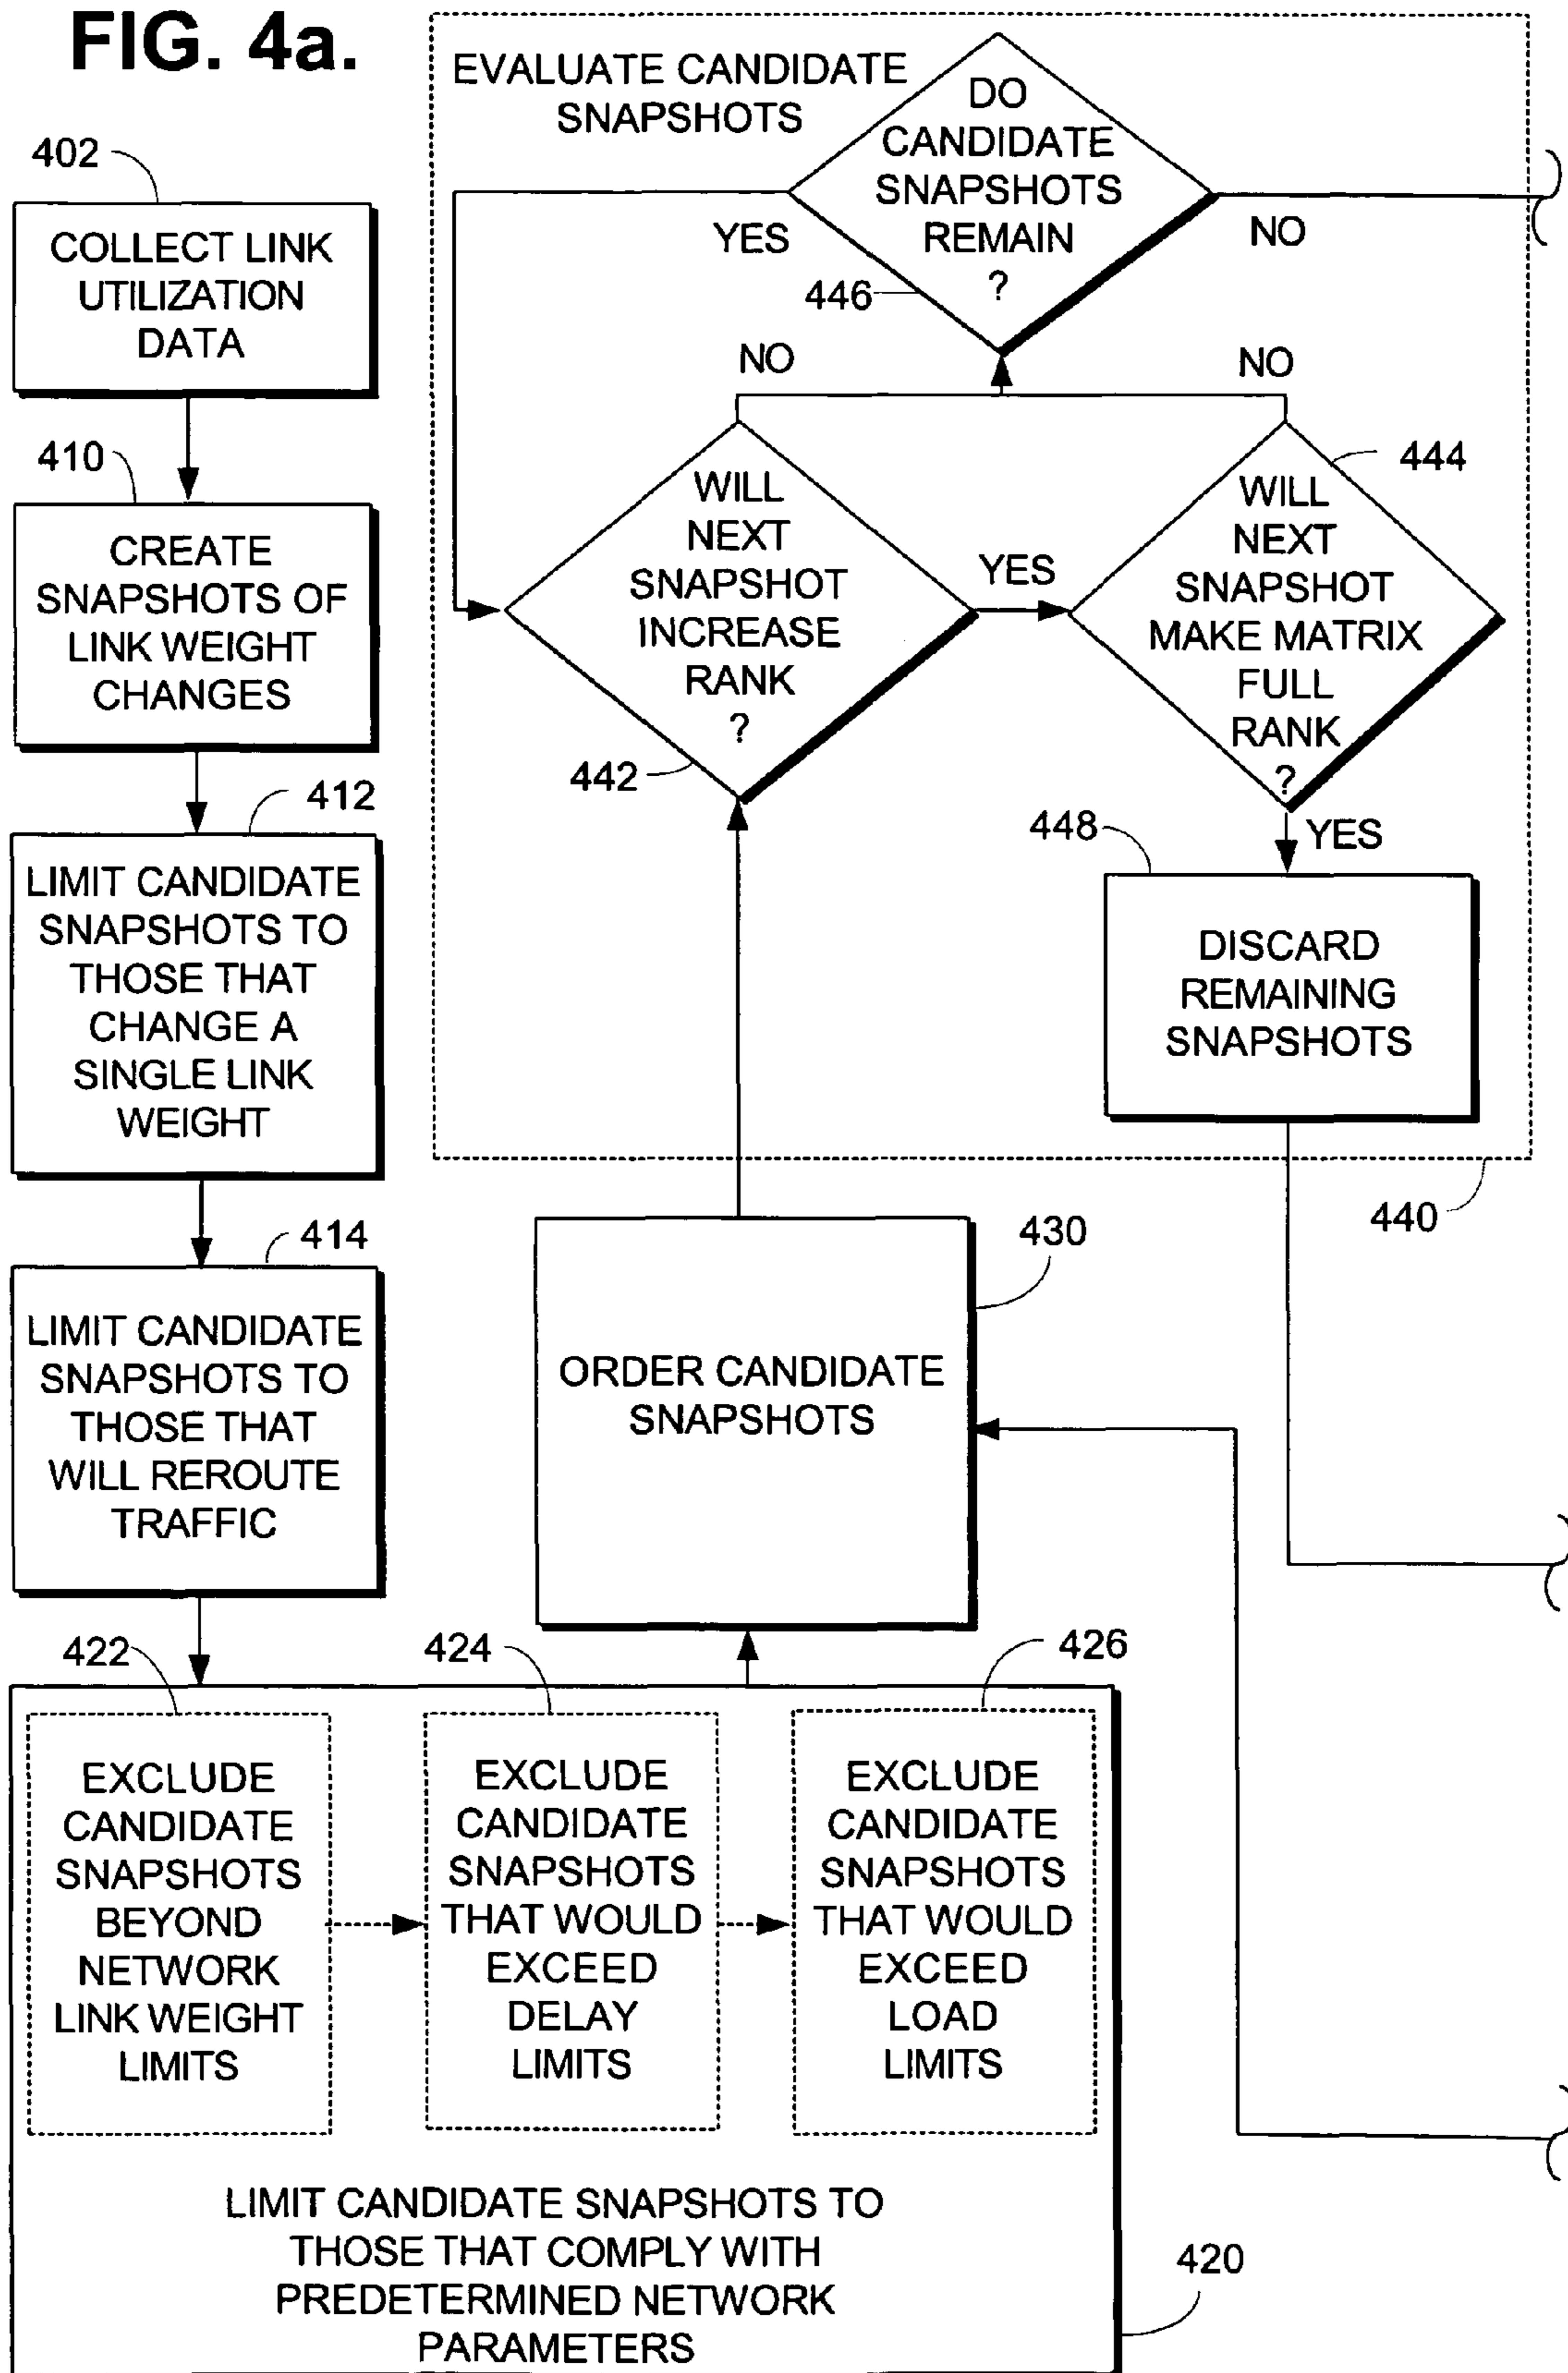 FIG. 4a.
402
COLLECT LINK
UTILIZATION
DATA
410
CREATE
SNAPSHOTS OF
LINK WEIGHT
CHANGES
412
LIMIT CANDIDATE
SNAPSHOTS TO
THOSE THAT
CHANGE A
SINGLE LINK
WEIGHT
414
LIMIT CANDIDATE
SNAPSHOTS TO
THOSE THAT
WILL REROUTE
TRAFFIC
422
EXCLUDE
CANDIDATE
SNAPSHOTS
BEYOND
NETWORK
LINK WEIGHT
LIMITS
424
EXCLUDE
CANDIDATE
SNAPSHOTS
THAT WOULD
EXCEED
DELAY
LIMITS
426
EXCLUDE
CANDIDATE
SNAPSHOTS
THAT WOULD
EXCEED
LOAD
LIMITS
LIMIT CANDIDATE SNAPSHOTS TO
THOSE THAT COMPLY WITH
PREDETERMINED NETWORK
PARAMETERS
420
430
ORDER CANDIDATE
SNAPSHOTS
EVALUATE CANDIDATE
SNAPSHOTS
DO
CANDIDATE
SNAPSHOTS
REMAIN
?
446
YES
NO
NO
NO
WILL
NEXT
SNAPSHOT
INCREASE
RANK
?
442
YES
444
WILL
NEXT
SNAPSHOT
MAKE MATRIX
FULL
RANK
?
YES
448
DISCARD
REMAINING
SNAPSHOTS
440